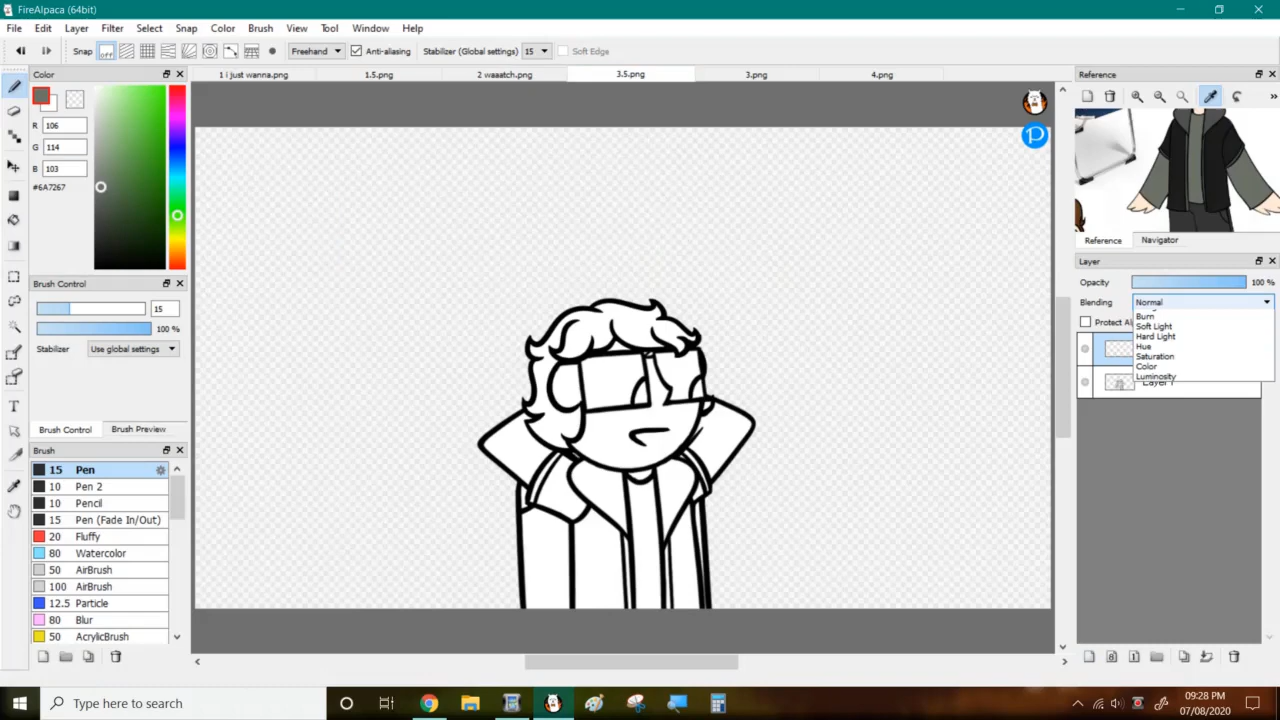 FireAlpaca (64bit)
File Edit Layer Filter Select Snap Color Brush View Tool Window Help
Snap off Freehand Anti-aliasing Stabilizer (Global settings) 15 Soft Edge
Color
1 i just wanna.png 1.5.png 2 waaatch.png 3.5.png 3.png 4.png
Reference
R 106
G 114
B 103
#6A7267
Brush Control
15
100 %
Stabilizer Use global settings
Brush Control Brush Preview
Brush
15 Pen
10 Pen 2
10 Pencil
15 Pen (Fade In/Out)
20 Fluffy
80 Watercolor
50 AirBrush
100 AirBrush
12.5 Particle
80 Blur
50 AcrylicBrush
Reference Navigator
Layer
Opacity 100 %
Blending Normal
Burn
Protect
Soft Light
Hard Light
Hue
Saturation
Color
Luminosity
Type here to search
09:28 PM
07/08/2020